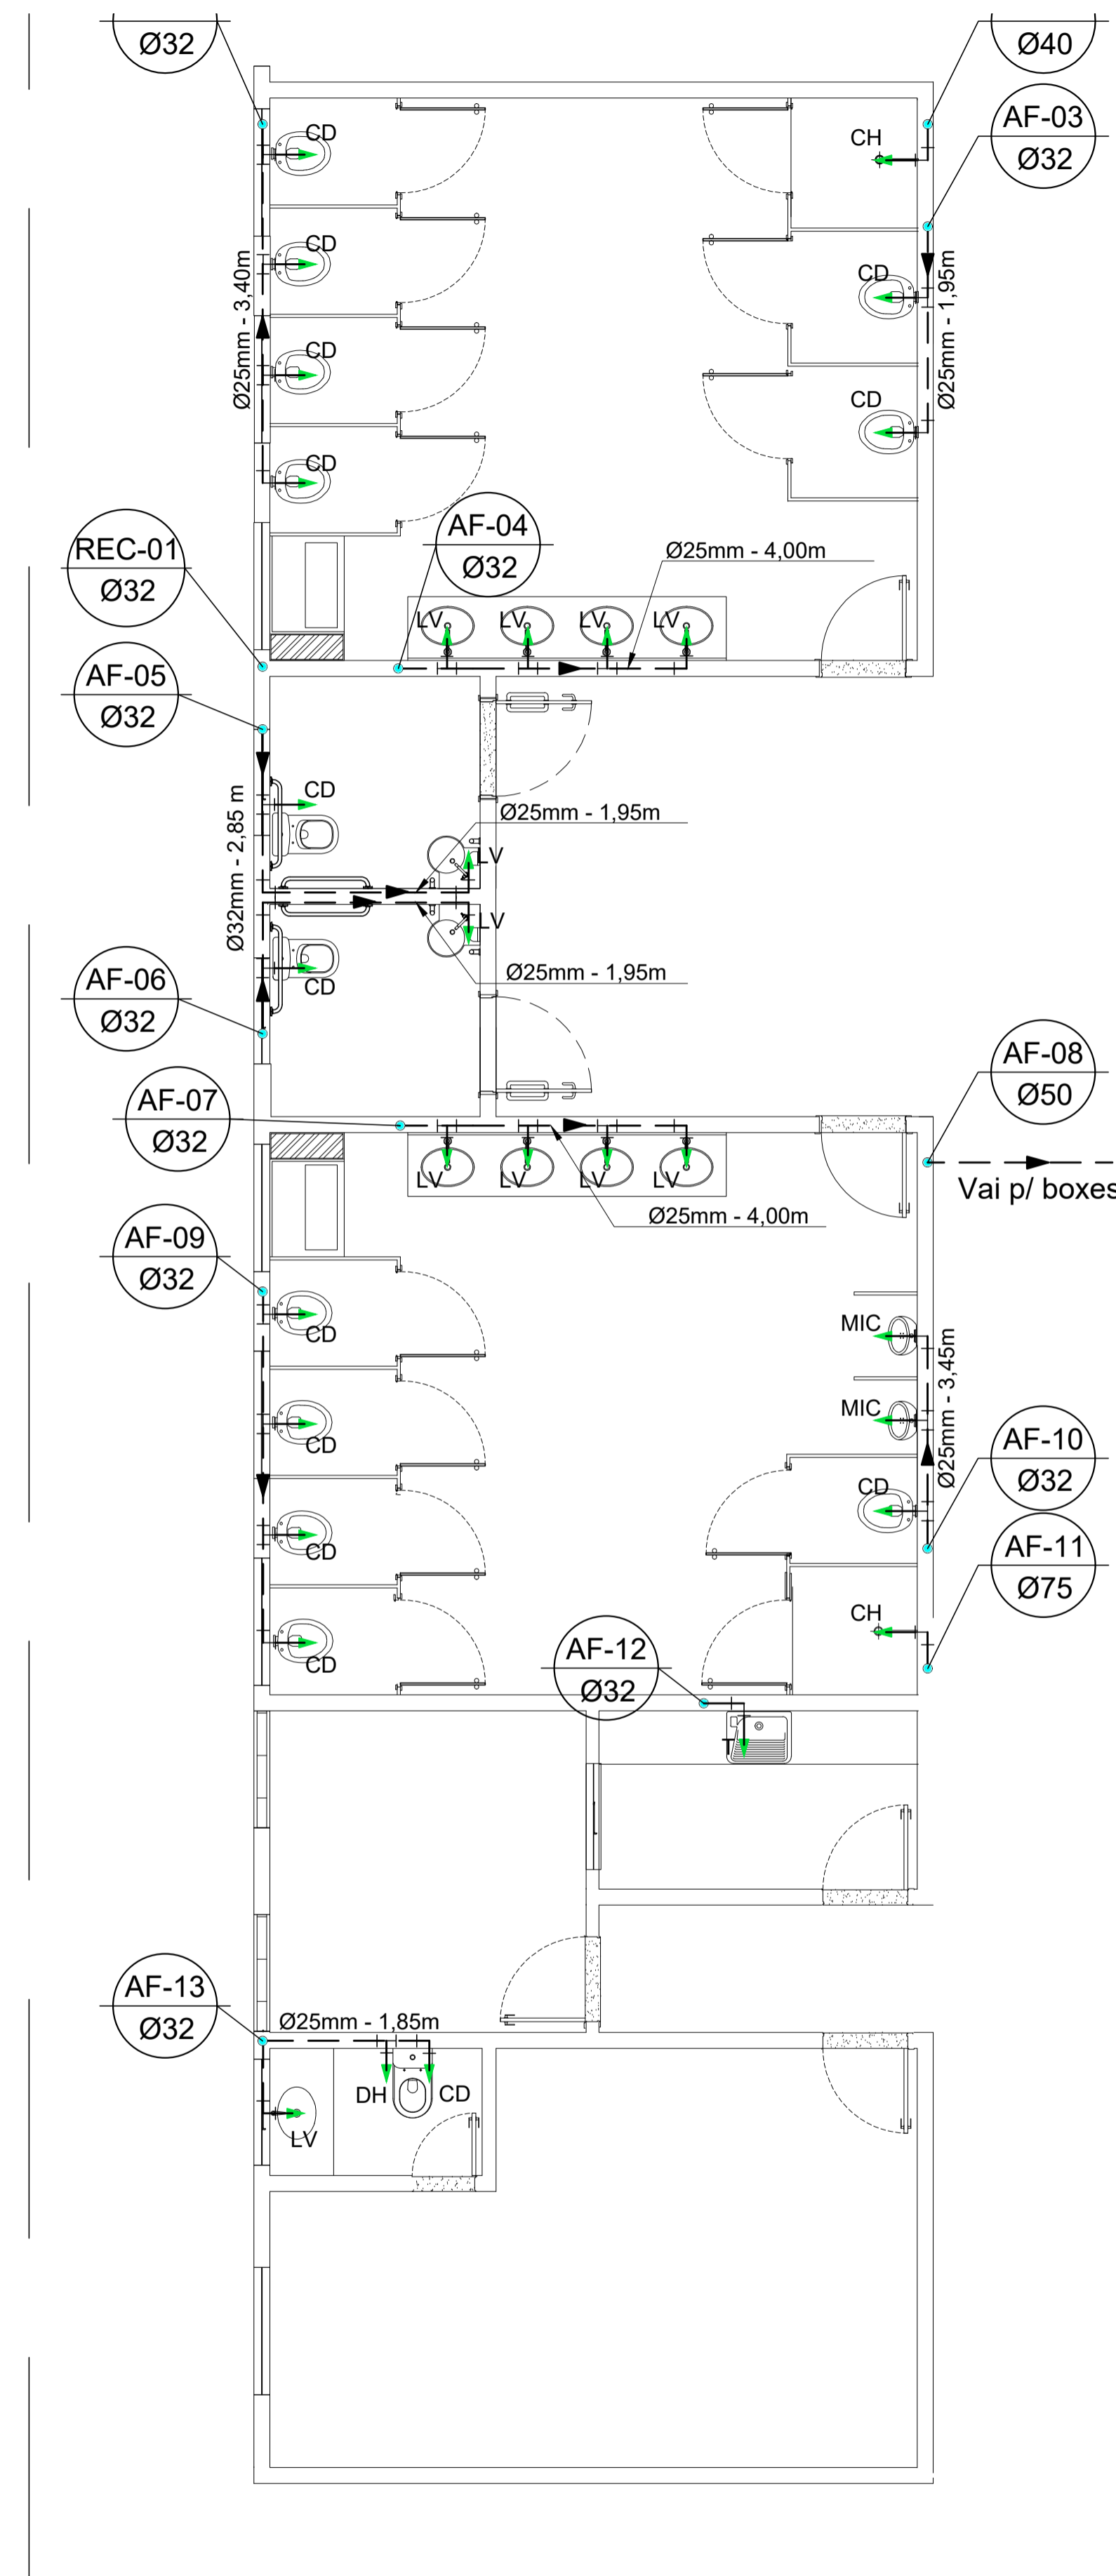 Ø32
Ø40
AF-03
Ø32
CD
CH
CD
CD
Ø25mm - 3,40m
Ø25mm - 1,95m
CD
CD
CD
AF-04
Ø32
REC-01
Ø32
Ø25mm - 4,00m
LV
LV
LV
LV
AF-05
Ø32
CD
Ø25mm - 1,95m
Ø32mm - 2,85 m
LV
LV
Ø25mm - 1,95m
CD
AF-06
Ø32
AF-07
Ø32
AF-08
Ø50
Vai p/ boxes
LV
LV
LV
LV
Ø25mm - 4,00m
AF-09
Ø32
CD
MIC
Ø25mm - 3,45m
MIC
CD
AF-10
Ø32
CD
CD
AF-11
Ø75
CH
CD
AF-12
Ø32
T
AF-13
Ø32
Ø25mm - 1,85m
DH
CD
LV